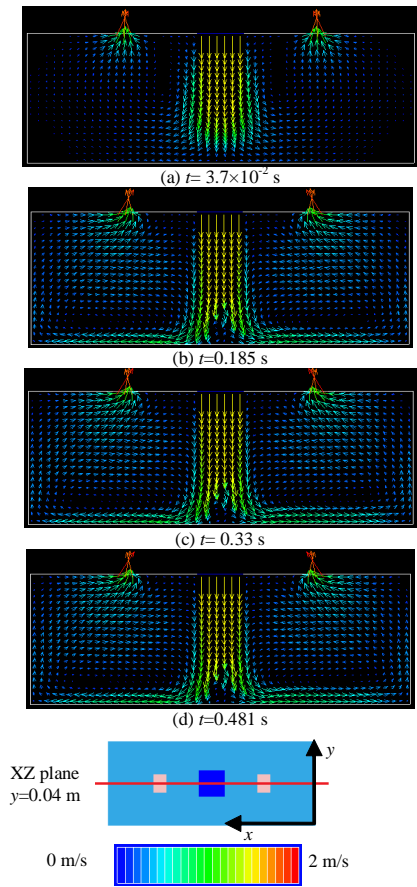 (a) t= 3.7×10⁻² s
(b) t=0.185 s
(c) t= 0.33 s
(d) t=0.481 s
XZ plane
y=0.04 m
y
x
0 m/s
2 m/s